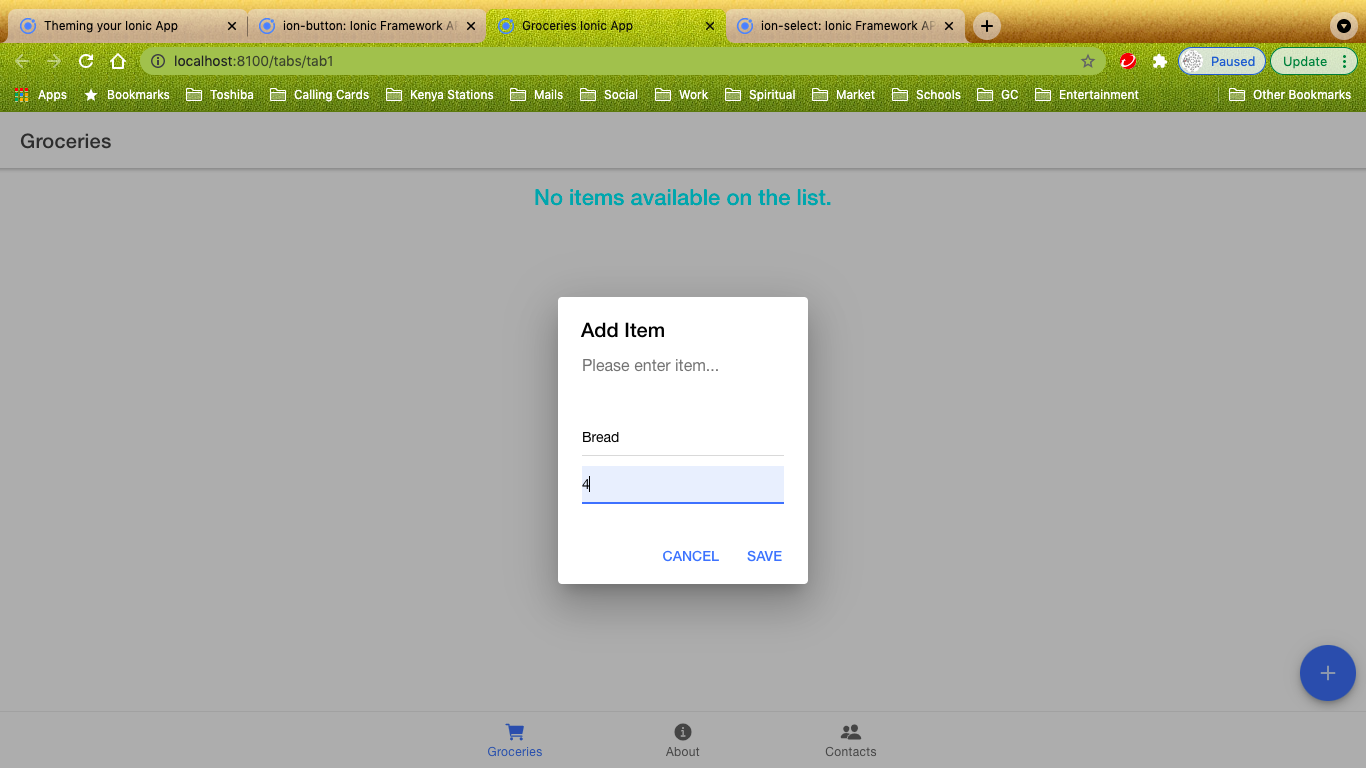 Theming your Ionic App
ion-button: Ionic Framework A
Groceries Ionic App
ion-select: Ionic Framework AP
localhost:8100/tabs/tab1
Paused
Update
Apps
Bookmarks
Toshiba
Calling Cards
Kenya Stations
Mails
Social
Work
Spiritual
Market
Schools
GC
Entertainment
Other Bookmarks
Groceries
No items available on the list.
Add Item
Please enter item...
Bread
4
CANCEL SAVE
Groceries
About
Contacts